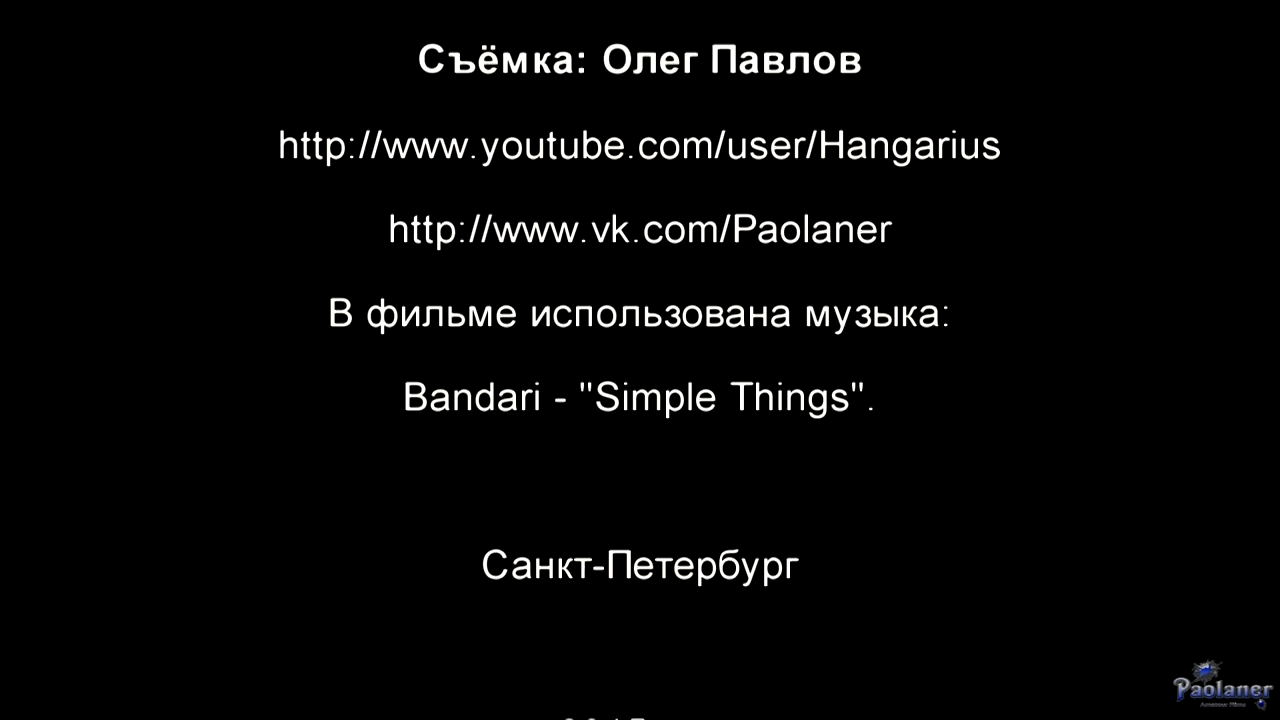 Съёмка: Олег Павлов
http://www.youtube.com/user/Hangarius
http://www.vk.com/Paolaner
В фильме использована музыка:
Bandari - "Simple Things".
Санкт-Петербург
Paolaner